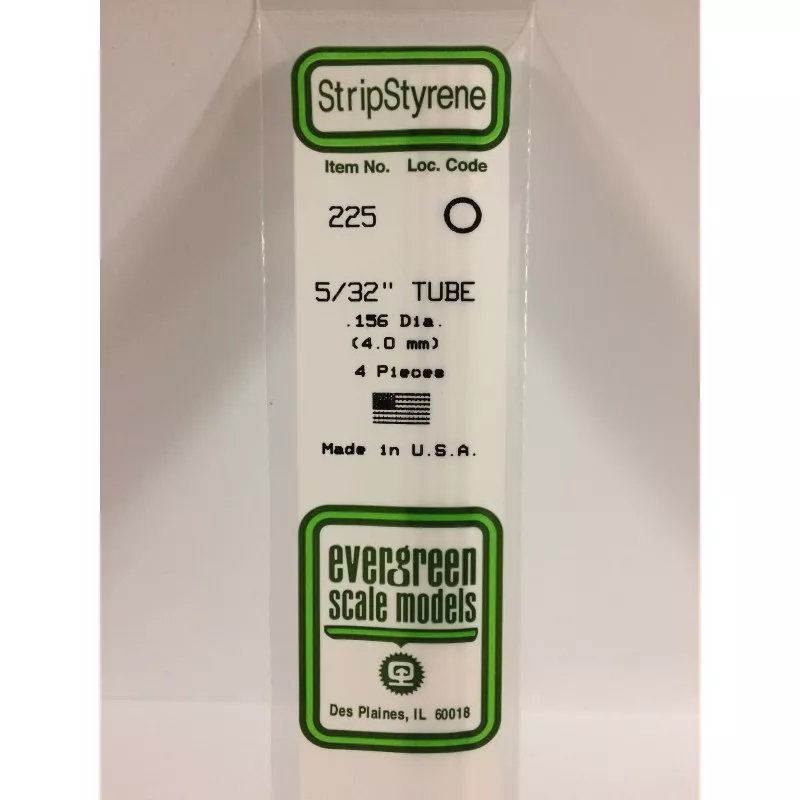 StripStyrene
Item No. Loc. Code
225
5/32" TUBE
.156 Dia.
(4.0 mm)
4 Pieces
Made in U.S.A.
evergreen
scale models
Des Plaines, IL 60018